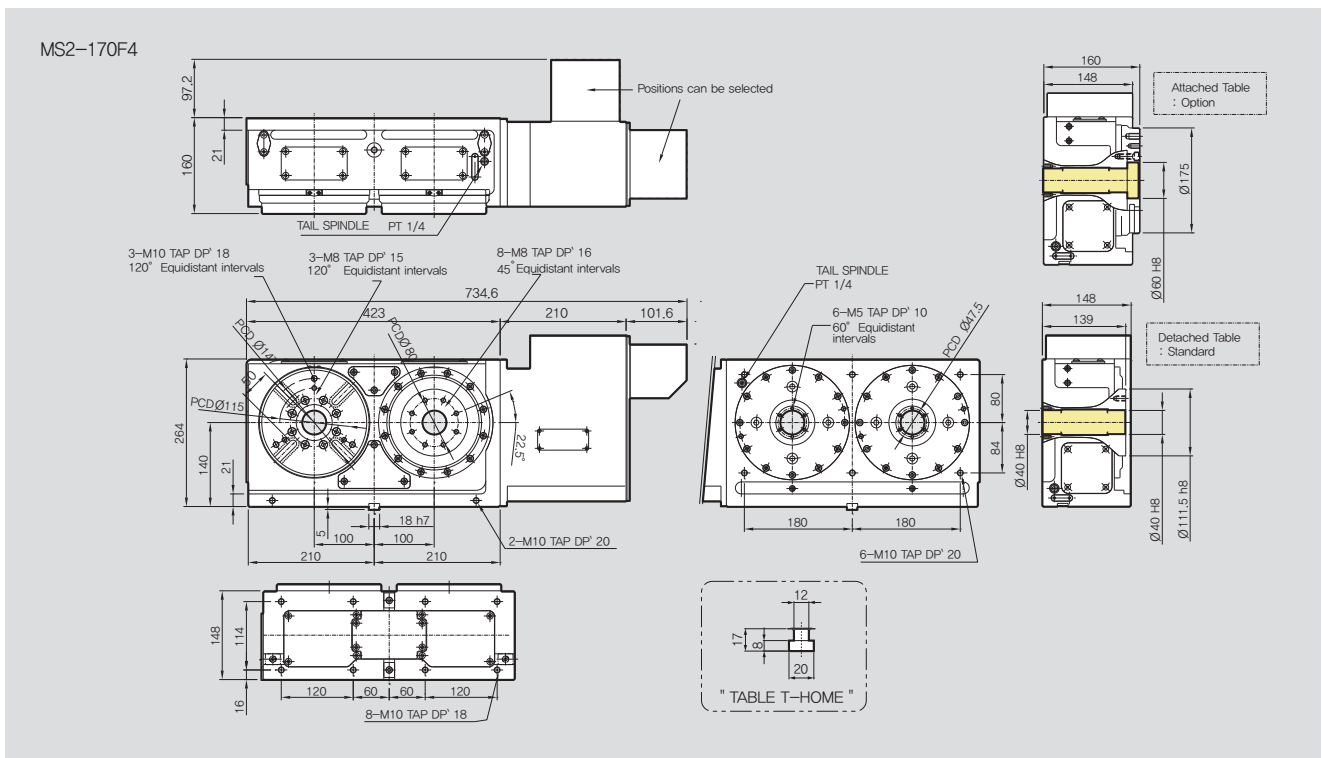 MS2-170F4
97.2
160
21
Positions can be selected
TAIL SPINDLE PT 1/4
160
148
Attached Table
: Option
Ø175
Ø60 H8
3-M10 TAP DP` 18
120° Equidistant intervals
3-M8 TAP DP` 15
120° Equidistant intervals
8-M8 TAP DP` 16
45° Equidistant intervals
734.6
423
210
101.6
PCD Ø147
PCDØ80
50
PCDØ115
264
140
21
22.5°
5
18 h7
100
100
210
210
2-M10 TAP DP` 20
TAIL SPINDLE
PT 1/4
6-M5 TAP DP` 10
60° Equidistant
intervals
PCD Ø47.5
80
84
180
180
6-M10 TAP DP` 20
148
139
Detached Table
: Standard
Ø40 H8
Ø40 H8
Ø111.5 h8
148
114
16
120
60
60
120
8-M10 TAP DP` 18
12
17
8
20
" TABLE T-HOME "